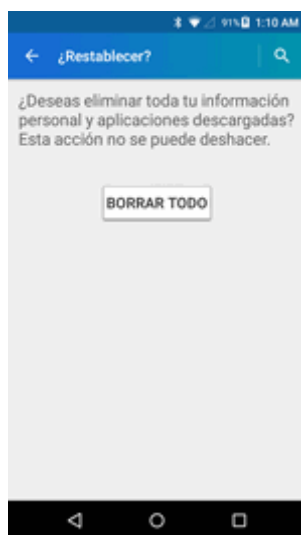 91% 1:10 AM
¿Restablecer?
¿Deseas eliminar toda tu información
personal y aplicaciones descargadas?
Esta acción no se puede deshacer.
BORRAR TODO